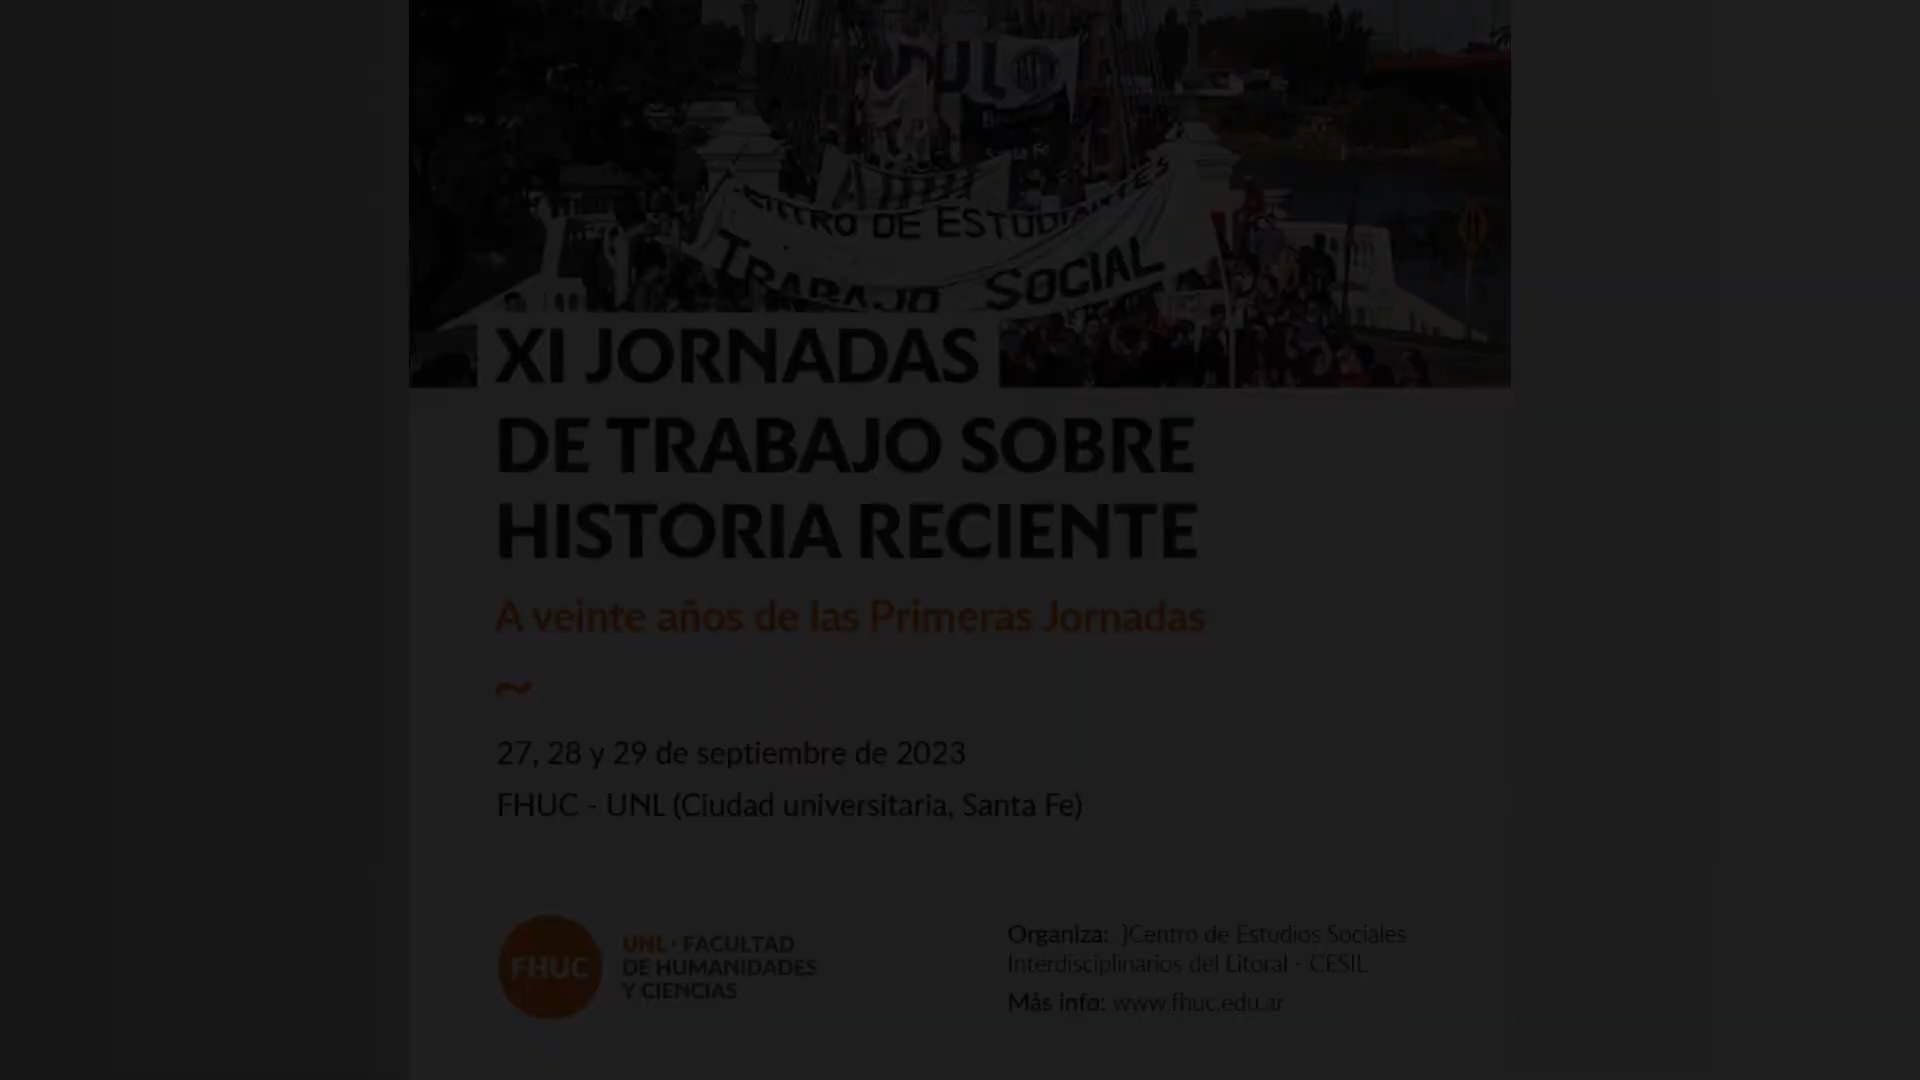 CENTRO DE ESTUDIANTES
TRABAJO SOCIAL
XI JORNADAS
DE TRABAJO SOBRE
HISTORIA RECIENTE
A veinte años de las Primeras Jornadas
~
27, 28 y 29 de septiembre de 2023
FHUC - UNL (Ciudad universitaria, Santa Fe)
FHUC
UNL · FACULTAD
DE HUMANIDADES
Y CIENCIAS
Organiza: )Centro de Estudios Sociales
Interdisciplinarios del Litoral - CESIL
Más info: www.fhuc.edu.ar